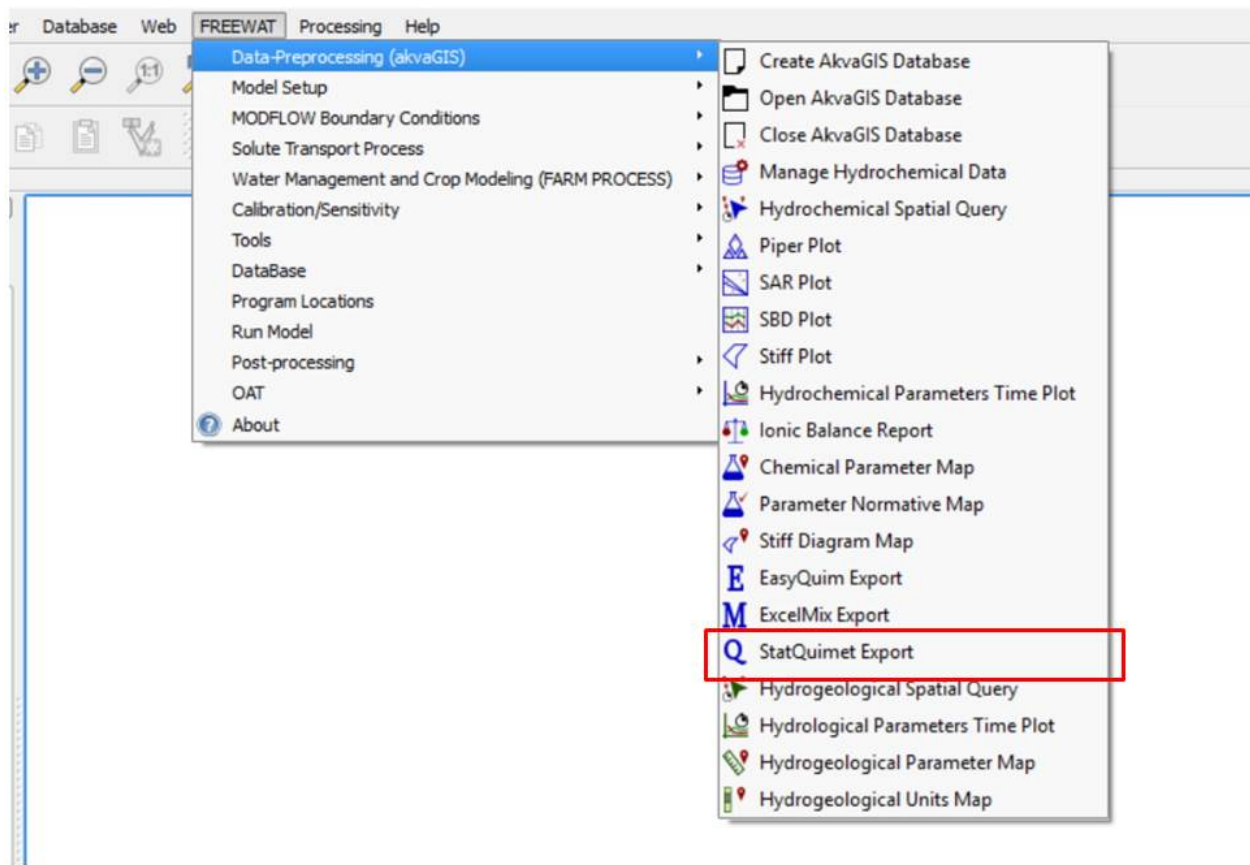 Database Web FREEWAT Processing Help
Data-Preprocessing (akvaGIS)
Model Setup
MODFLOW Boundary Conditions
Solute Transport Process
Water Management and Crop Modeling (FARM PROCESS)
Calibration/Sensitivity
Tools
DataBase
Program Locations
Run Model
Post-processing
OAT
About
Create AkvaGIS Database
Open AkvaGIS Database
Close AkvaGIS Database
Manage Hydrochemical Data
Hydrochemical Spatial Query
Piper Plot
SAR Plot
SBD Plot
Stiff Plot
Hydrochemical Parameters Time Plot
Ionic Balance Report
Chemical Parameter Map
Parameter Normative Map
Stiff Diagram Map
E EasyQuim Export
M ExcelMix Export
Q StatQuimet Export
Hydrogeological Spatial Query
Hydrological Parameters Time Plot
Hydrogeological Parameter Map
Hydrogeological Units Map